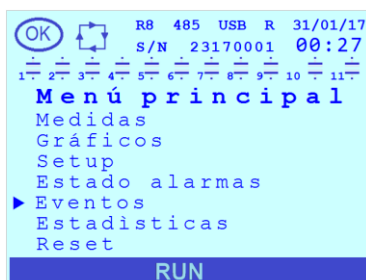 OK R8 485 USB R 31/01/17
S/N 23170001 00:27
1 2 3 4 5 6 7 8 9 10 11
Menú principal
Medidas
Gráficos
Setup
Estado alarmas
Eventos
Estadìsticas
Reset
RUN